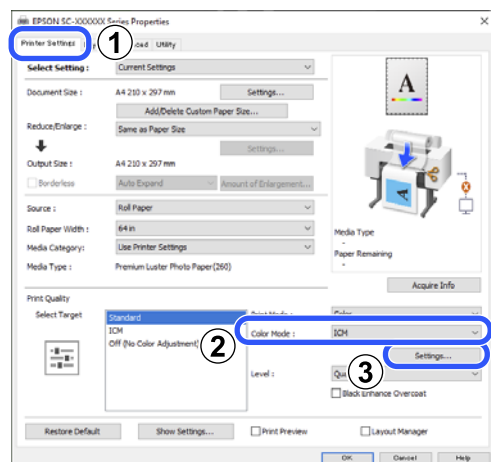 EPSON SC-XXXXXX Series Properties
Printer Settings
1
Utility
Select Setting :
Current Settings
Document Size :
A4 210 x 297 mm
Settings...
Add/Delete Custom Paper Size...
Reduce/Enlarge :
Same as Paper Size
Settings...
Output Size :
A4 210 x 297 mm
Borderless
Auto Expand
Amount of Enlargement...
A
A
Source :
Roll Paper
Roll Paper Width :
64 in
Media Category:
Use Printer Settings
Media Type :
Premium Luster Photo Paper(260)
Media Type
-
Paper Remaining
-
Acquire Info
Print Quality
Select Target
Standard
ICM
Off (No Color Adjustment)
Print Mode :
Color
2
Color Mode :
ICM
Settings...
3
Level :
Black Enhance Overcoat
Restore Default
Show Settings...
Print Preview
Layout Manager
OK
Cancel
Help